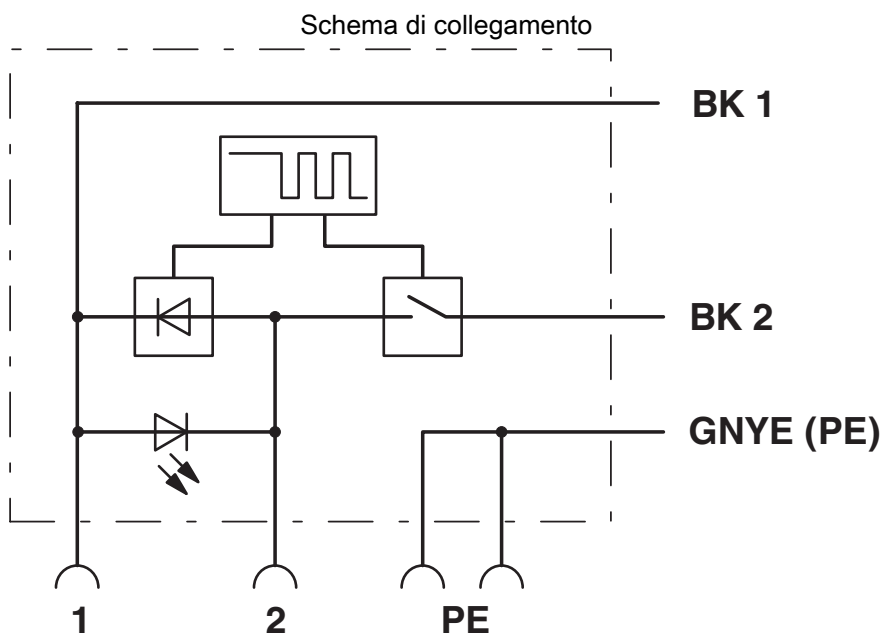 Schema di collegamento
BK 1
BK 2
GNYE (PE)
1 2 PE